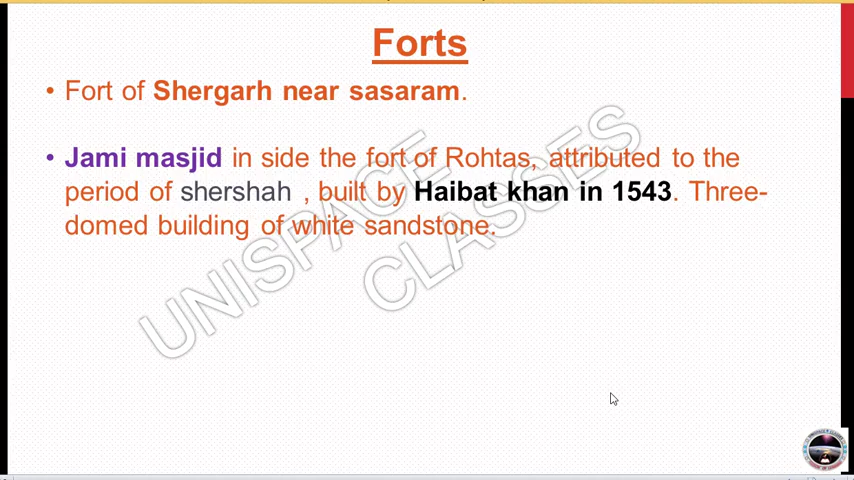 Forts
• Fort of Shergarh near sasaram.
• Jami masjid in side the fort of Rohtas, attributed to the
period of shershah , built by Haibat khan in 1543. Three-
domed building of white sandstone.
UNISPACE
CLASSES